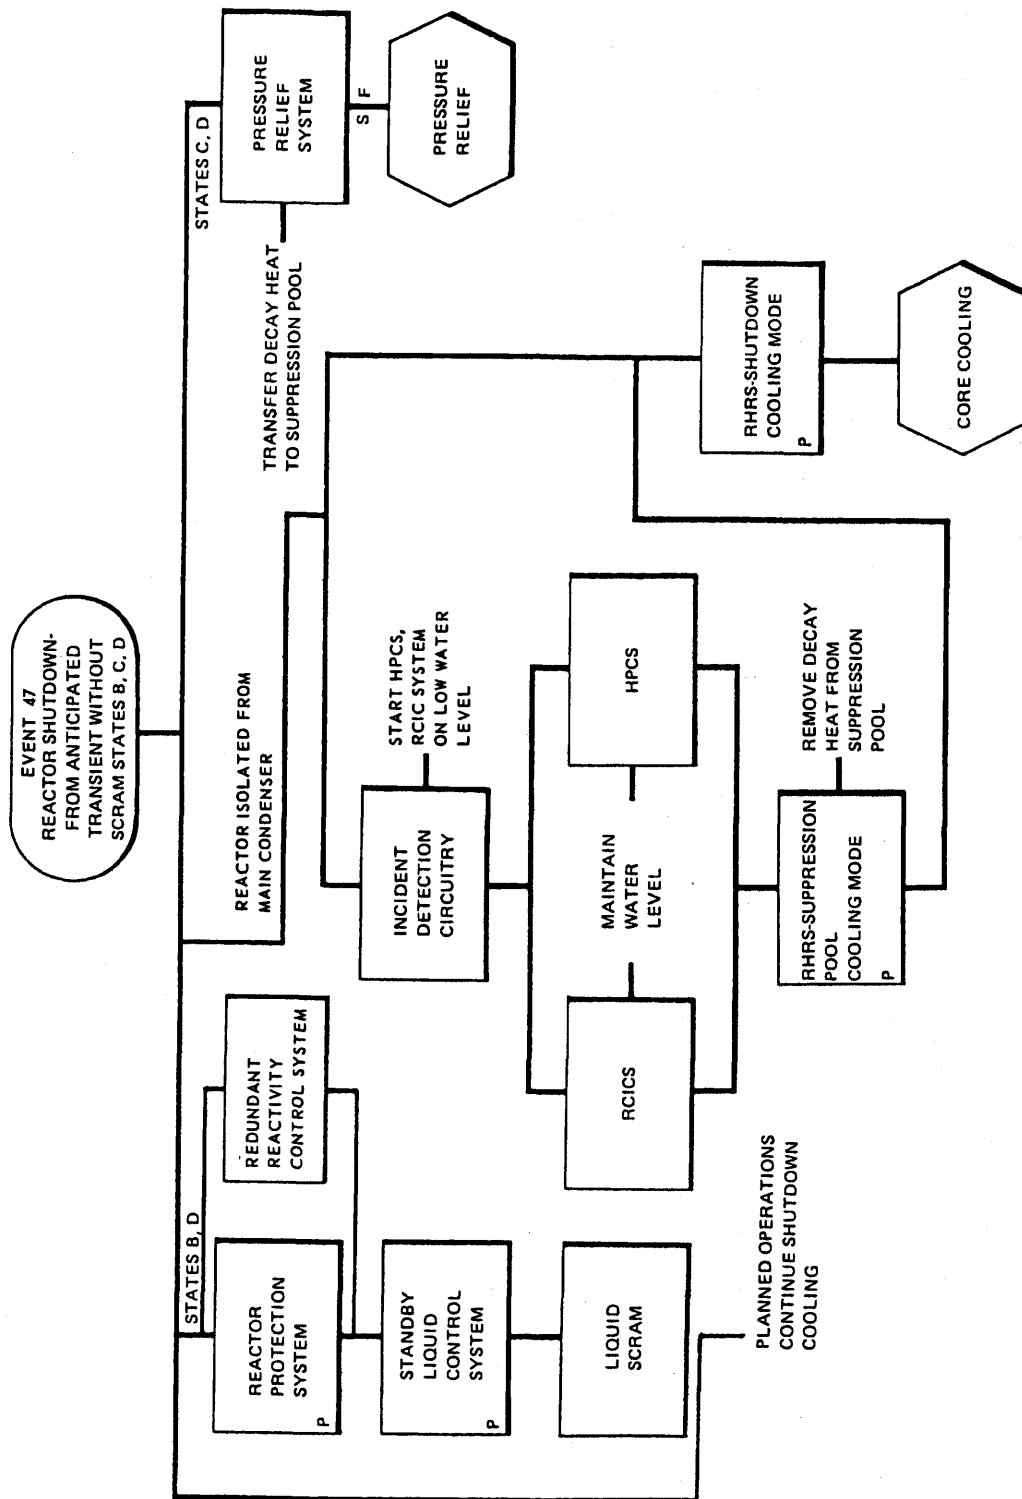 EVENT 47
REACTOR SHUTDOWN-
FROM ANTICIPATED
TRANSIENT WITHOUT
SCRAM STATES B, C, D
STATES B, D
REACTOR
PROTECTION
SYSTEM
P
REDUNDANT
REACTIVITY
CONTROL SYSTEM
STANDBY
LIQUID
CONTROL
SYSTEM
P
LIQUID
SCRAM
PLANNED OPERATIONS
CONTINUE SHUTDOWN
COOLING
REACTOR ISOLATED FROM
MAIN CONDENSER
INCIDENT
DETECTION
CIRCUITRY
START HPCS,
RCIC SYSTEM
ON LOW WATER
LEVEL
RCICS
MAINTAIN
WATER
LEVEL
HPCS
RHRS-SUPPRESSION
POOL
COOLING MODE
P
REMOVE DECAY
HEAT FROM
SUPPRESSION
POOL
STATES C, D
PRESSURE
RELIEF
SYSTEM
TRANSFER DECAY HEAT
TO SUPPRESSION POOL
S F
PRESSURE
RELIEF
RHRS-SHUTDOWN
COOLING MODE
P
CORE COOLING